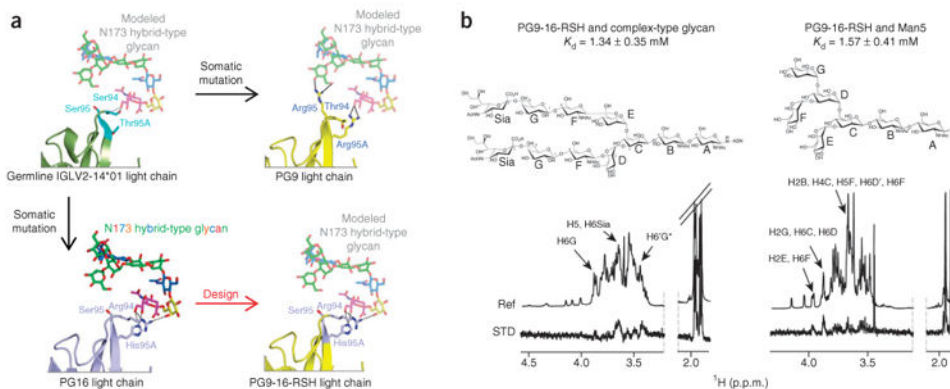 a
Modeled
N173 hybrid-type
glycan
Ser94
Ser95
Thr95A
Germline IGLV2-14*01 light chain
Somatic
mutation
Modeled
N173 hybrid-type
glycan
Arg95
Thr94
Arg95A
PG9 light chain
Somatic
mutation
N173 hybrid-type glycan
Ser95
Arg94
His95A
PG16 light chain
Design
Modeled
N173 hybrid-type
glycan
Ser95
Arg94
His95A
PG9-16-RSH light chain
b
PG9-16-RSH and complex-type glycan
Kd = 1.34 ± 0.35 mM
Sia G F E
Sia G F D C B A
H5, H6Sia
H6G
H6'G*
Ref
STD
4.5 4.0 3.5 2.0
PG9-16-RSH and Man5
Kd = 1.57 ± 0.41 mM
G
D
F
E
C
B
A
H2B, H4C, H5F, H6D', H6F
H2G, H6C, H6D
H2E, H6F
4.0 3.5 2.0
1H (p.p.m.)